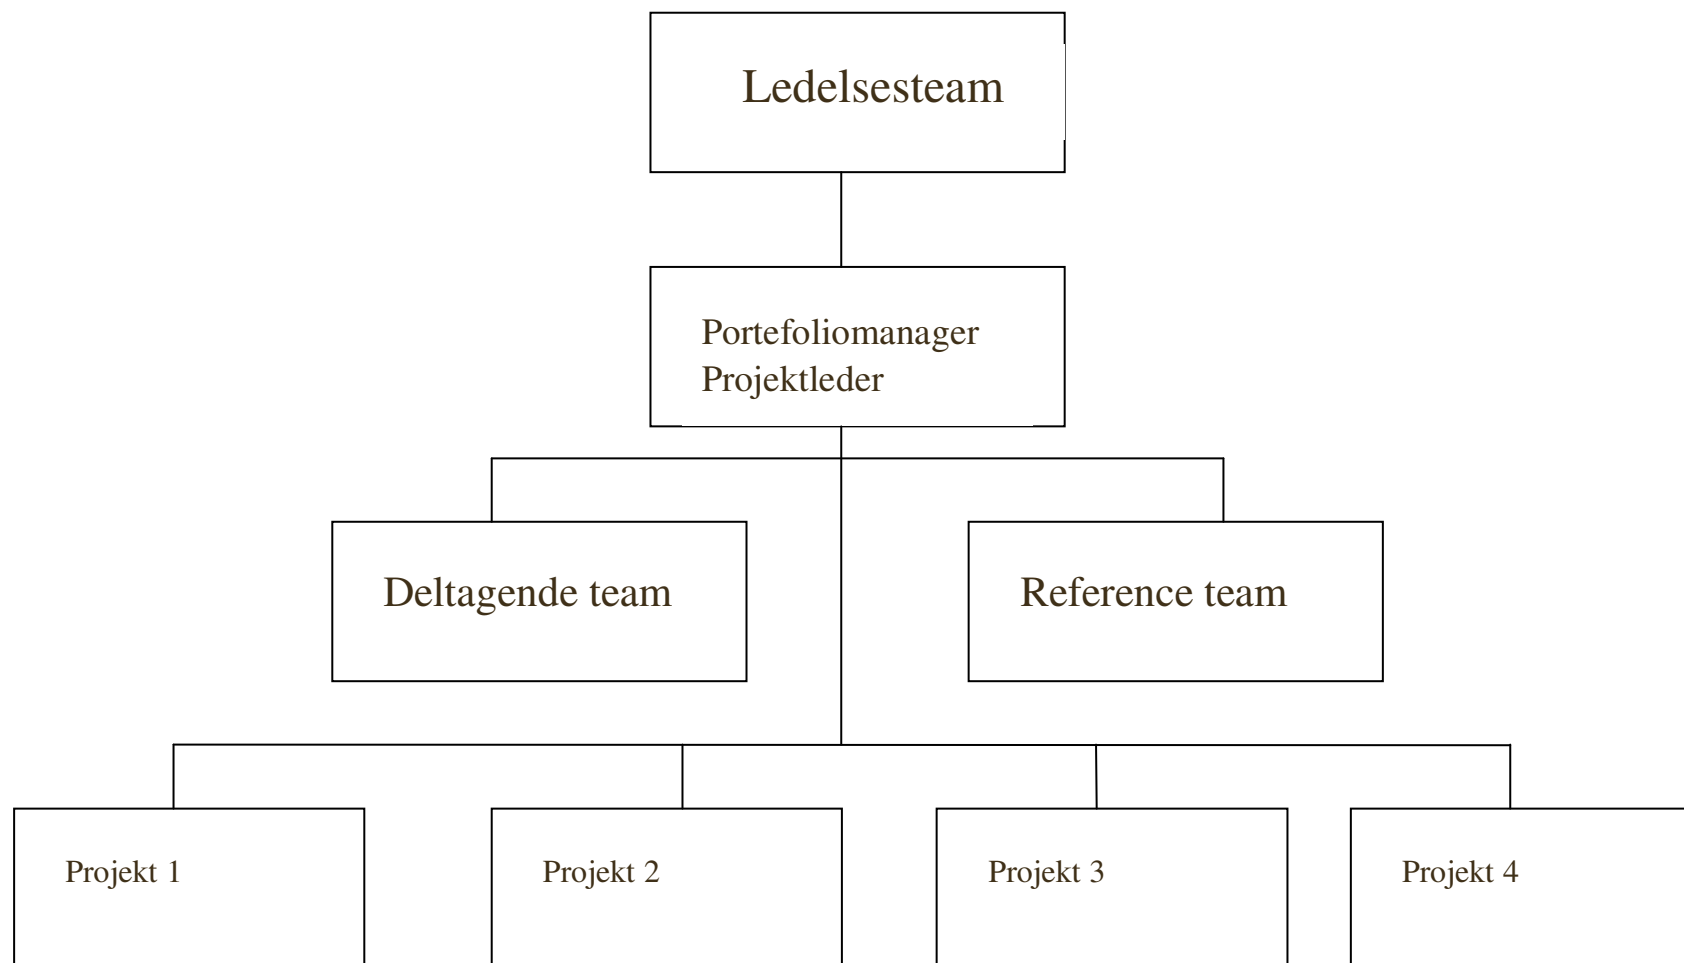 Ledelsesteam
Portefoliomanager
Projektleder
Deltagende team
Reference team
Projekt 1
Projekt 2
Projekt 3
Projekt 4